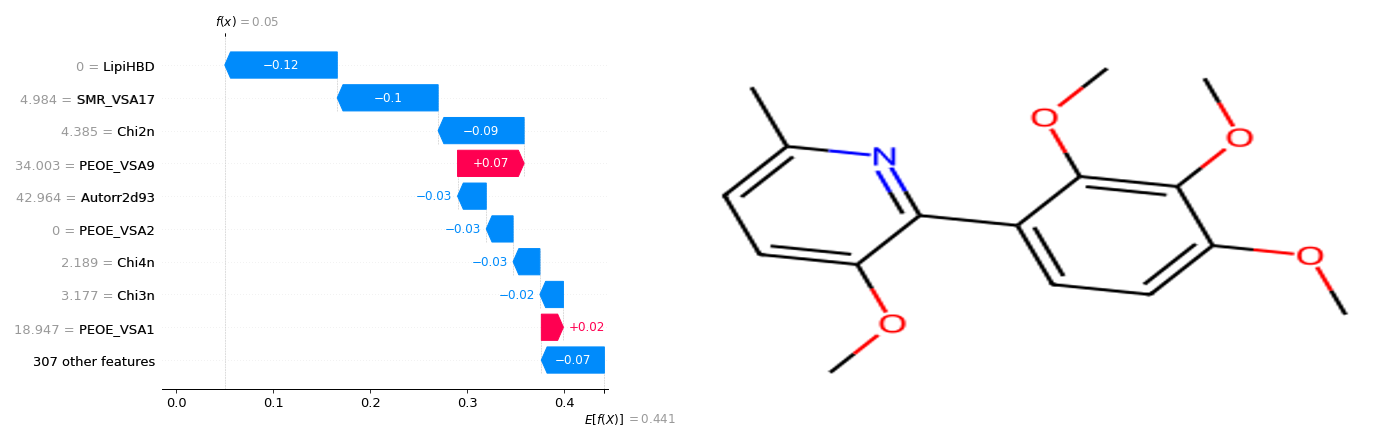 f(x) = 0.05
0 = LipiHBD
−0.12
4.984 = SMR_VSA17
−0.1
4.385 = Chi2n
−0.09
34.003 = PEOE_VSA9
+0.07
42.964 = Autorr2d93
−0.03
0 = PEOE_VSA2
−0.03
2.189 = Chi4n
−0.03
3.177 = Chi3n
−0.02
18.947 = PEOE_VSA1
+0.02
307 other features
−0.07
0.0 0.1 0.2 0.3 0.4
E[f(X)] = 0.441
O
O
N
O
O